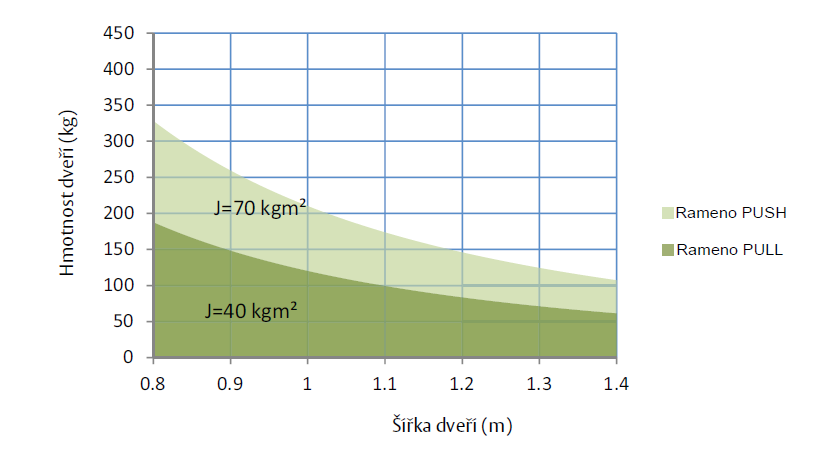 450
400
350
300
250
200
150
100
50
0
Hmotnost dveří (kg)
J=70 kgm²
J=40 kgm²
0.8 0.9 1 1.1 1.2 1.3 1.4
Šířka dveří (m)
Rameno PUSH
Rameno PULL